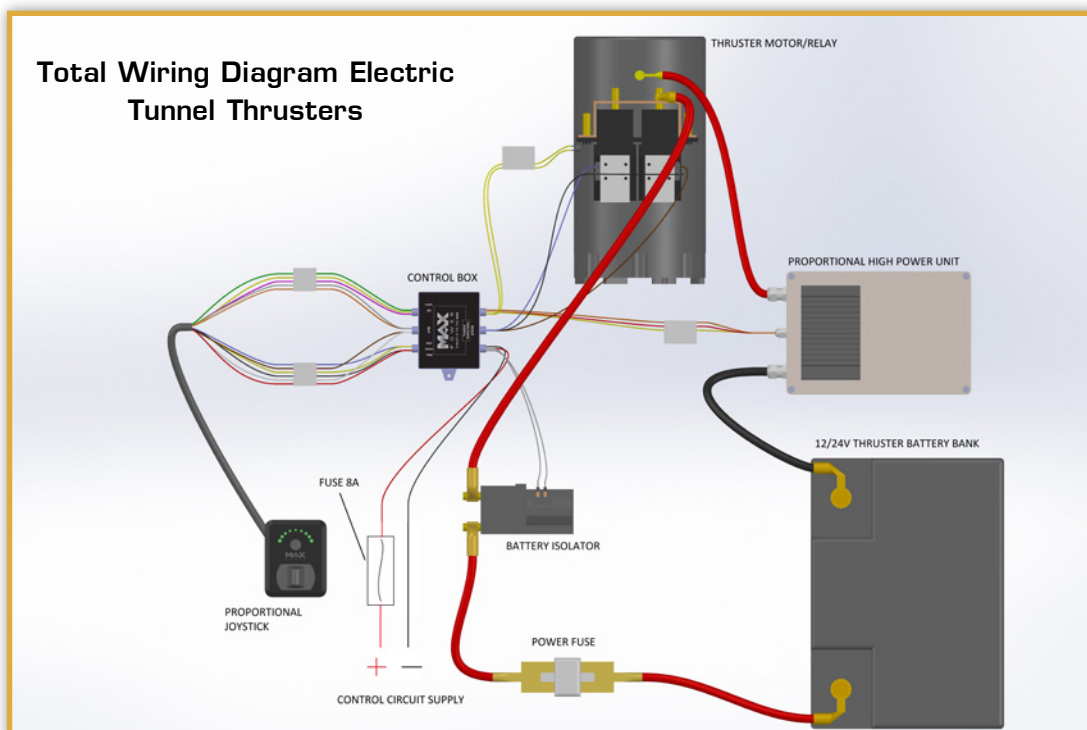 Total Wiring Diagram Electric
Tunnel Thrusters
THRUSTER MOTOR/RELAY
CONTROL BOX
PROPORTIONAL HIGH POWER UNIT
MAX
POWER
12/24V THRUSTER BATTERY BANK
FUSE 8A
MAX
BATTERY ISOLATOR
PROPORTIONAL
JOYSTICK
POWER FUSE
+ −
CONTROL CIRCUIT SUPPLY